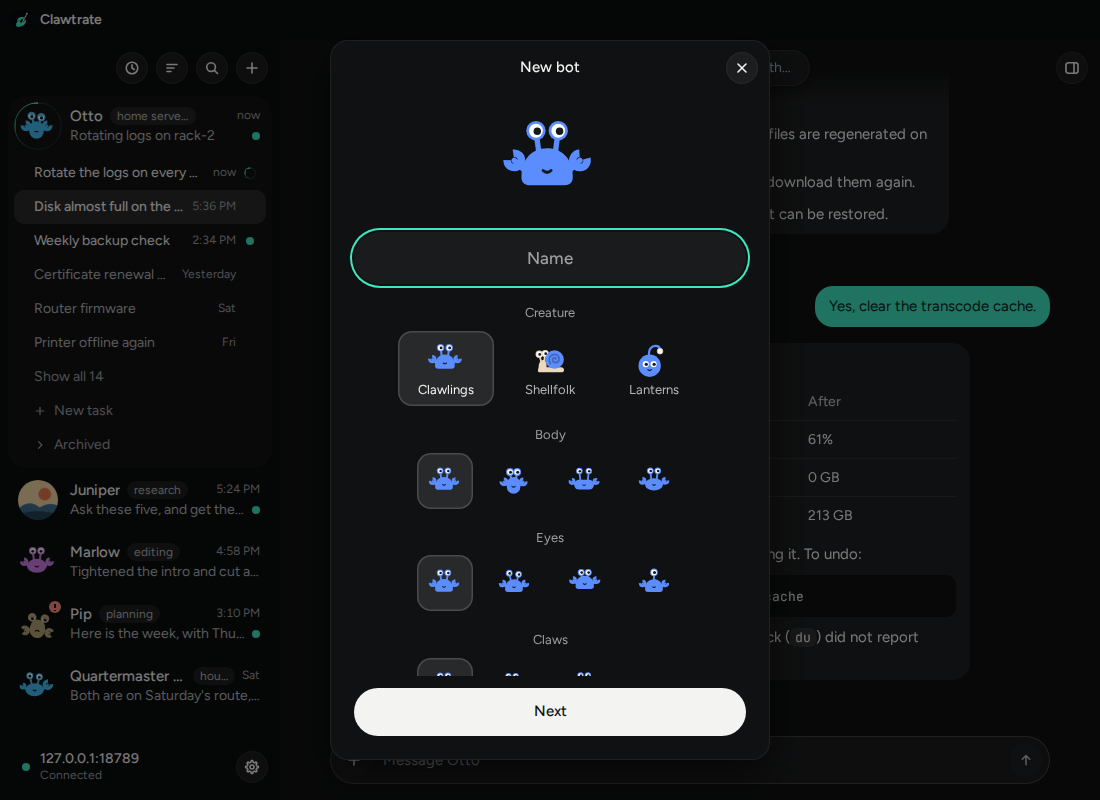 Clawtrate
Otto home serve... now
Rotating logs on rack-2
Rotate the logs on every ... now
Disk almost full on the ... 5:36 PM
Weekly backup check 2:34 PM
Certificate renewal ... Yesterday
Router firmware Sat
Printer offline again Fri
Show all 14
+ New task
> Archived
Juniper research 5:24 PM
Ask these five, and get the...
Marlow editing 4:58 PM
Tightened the intro and cut a...
Pip planning 3:10 PM
Here is the week, with Thu...
Quartermaster ... hou... Sat
Both are on Saturday's route,...
127.0.0.1:18789
Connected
New bot
Name
Creature
Clawlings Shellfolk Lanterns
Body
Eyes
Claws
Next
th...
files are regenerated on
download them again.
t can be restored.
Yes, clear the transcode cache.
After
61%
0 GB
213 GB
ng it. To undo:
cache
ck ( du ) did not report
Message Otto